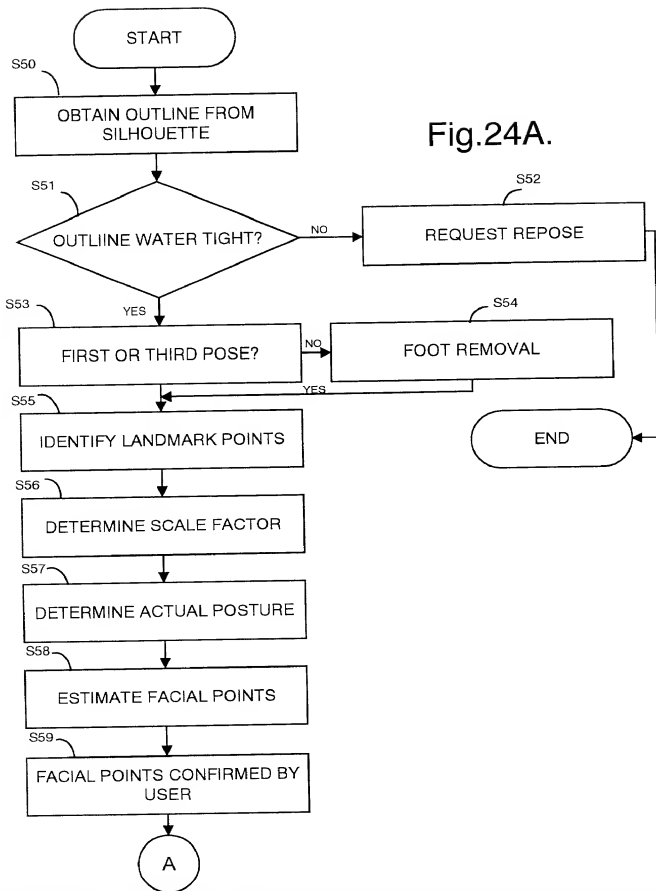 START
S50
OBTAIN OUTLINE FROM
SILHOUETTE
Fig.24A.
S51
OUTLIINE WATER TIGHT?
NO
S52
REQUEST REPOSE
YES
S53
FIRST OR THIRD POSE?
NO
S54
FOOT REMOVAL
YES
S55
IDENTIFY LANDMARK POINTS
END
S56
DETERMINE SCALE FACTOR
S57
DETERMINE ACTUAL POSTURE
S58
ESTIMATE FACIAL POINTS
S59
FACIAL POINTS CONFIRMED BY
USER
A